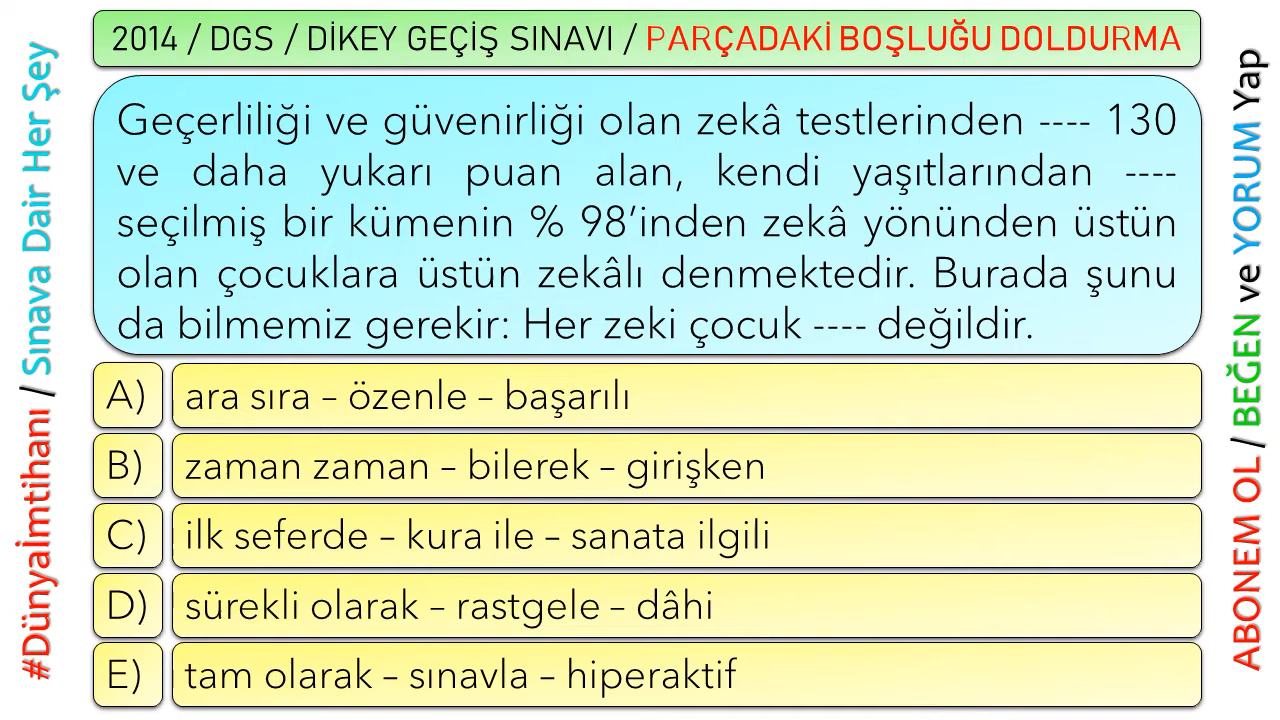 2014 / DGS / DİKEY GEÇİŞ SINAVI / PARÇADAKİ BOŞLUĞU DOLDURMA
Geçerliliği ve güvenirliği olan zekâ testlerinden ---- 130
ve daha yukarı puan alan, kendi yaşıtlarından ----
seçilmiş bir kümenin % 98’inden zekâ yönünden üstün
olan çocuklara üstün zekâlı denmektedir. Burada şunu
da bilmemiz gerekir: Her zeki çocuk ---- değildir.
A) ara sıra – özenle – başarılı
B) zaman zaman – bilerek – girişken
C) ilk seferde – kura ile – sanata ilgili
D) sürekli olarak – rastgele – dâhi
E) tam olarak – sınavla – hiperaktif
#Dünyaİmtihanı / Sınava Dair Her Şey
ABONEM OL / BEĞEN ve YORUM Yap